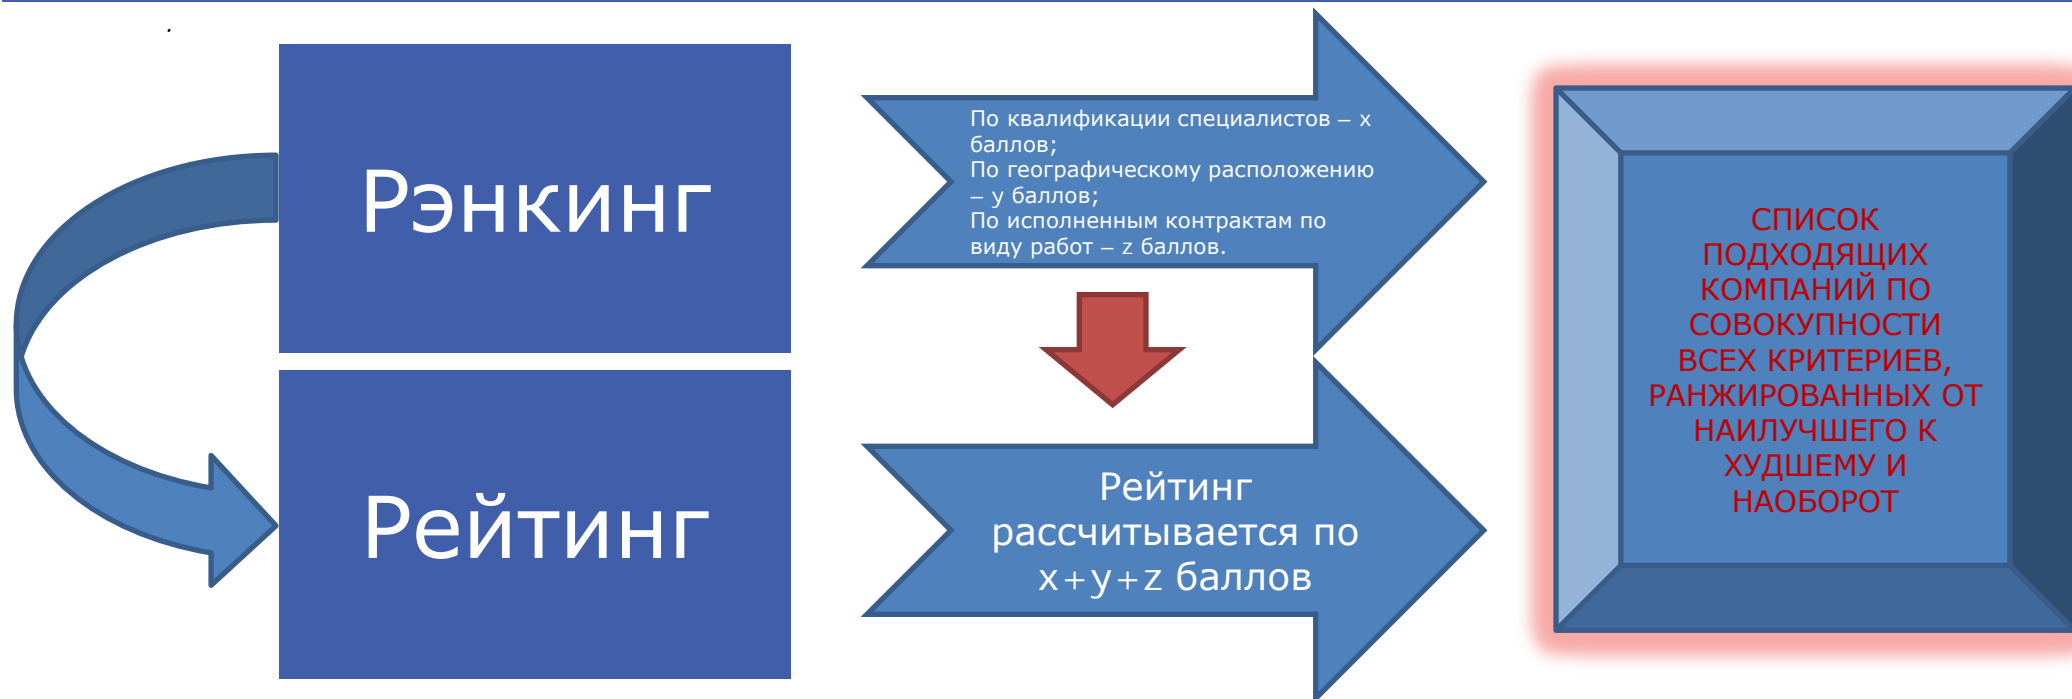 .
Рэнкинг
По квалификации специалистов – x
баллов;
По географическому расположению
– y баллов;
По исполненным контрактам по
виду работ – z баллов.
Рейтинг
Рейтинг
рассчитывается по
x+y+z баллов
СПИСОК
ПОДХОДЯЩИХ
КОМПАНИЙ ПО
СОВОКУПНОСТИ
ВСЕХ КРИТЕРИЕВ,
РАНЖИРОВАННЫХ ОТ
НАИЛУЧШЕГО К
ХУДШЕМУ И
НАОБОРОТ